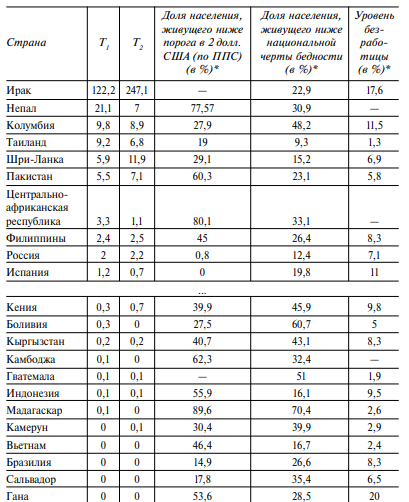 Страна T1 T2 Доля населения, живущего ниже порога в 2 долл. США (по ППС) (в %)* Доля населения, живущего ниже национальной черты бедности (в %)* Уровень без-работицы (в %)*
Ирак 122,2 247,1 — 22,9 17,6
Непал 21,1 7 77,57 30,9 —
Колумбия 9,8 8,9 27,9 48,2 11,5
Таиланд 9,2 6,8 19 9,3 1,3
Шри-Ланка 5,9 11,9 29,1 15,2 6,9
Пакистан 5,5 7,1 60,3 23,1 5,8
Центрально-
африканская
республика 3,3 1,1 80,1 33,1 —
Филиппины 2,4 2,5 45 26,4 8,3
Россия 2 2,2 0,8 12,4 7,1
Испания 1,2 0,7 0 19,8 11
...
Кения 0,3 0,7 39,9 45,9 9,8
Боливия 0,3 0 27,5 60,7 5
Кыргызстан 0,2 0,2 40,7 43,1 8,3
Камбоджа 0,1 0 62,3 32,4 —
Гватемала 0,1 0,1 — 51 1,9
Индонезия 0,1 0,1 55,9 16,1 9,5
Мадагаскар 0,1 0 89,6 70,4 2,6
Камерун 0 0,1 30,4 39,9 2,9
Вьетнам 0 0 46,4 16,7 2,4
Бразилия 0 0 14,9 26,6 8,3
Сальвадор 0 0 17,8 35,4 6,5
Гана 0 0 53,6 28,5 20